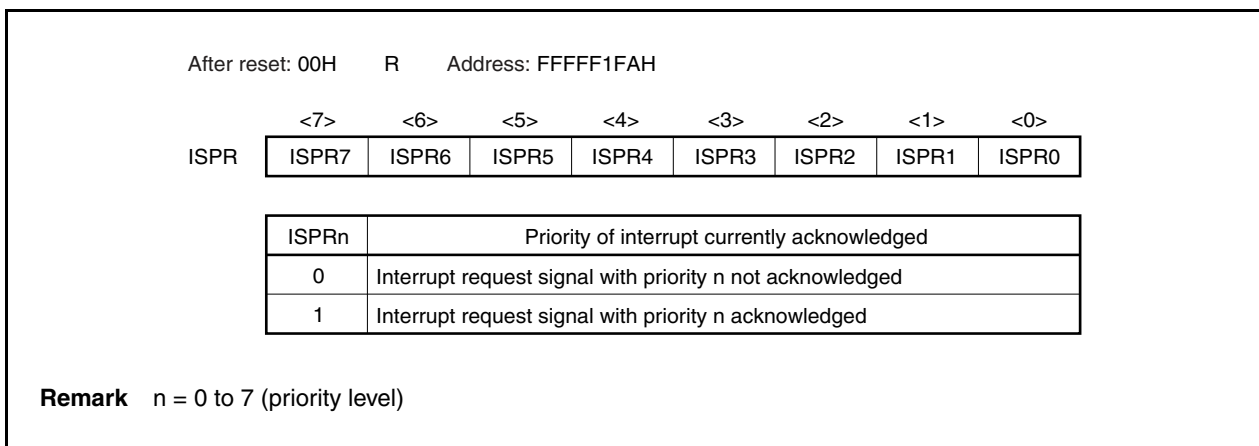 After reset: 00H R Address: FFFFF1FAH
<7> <6> <5> <4> <3> <2> <1> <0>
ISPR ISPR7 ISPR6 ISPR5 ISPR4 ISPR3 ISPR2 ISPR1 ISPR0
ISPRn Priority of interrupt currently acknowledged
0 Interrupt request signal with priority n not acknowledged
1 Interrupt request signal with priority n acknowledged
Remark n = 0 to 7 (priority level)